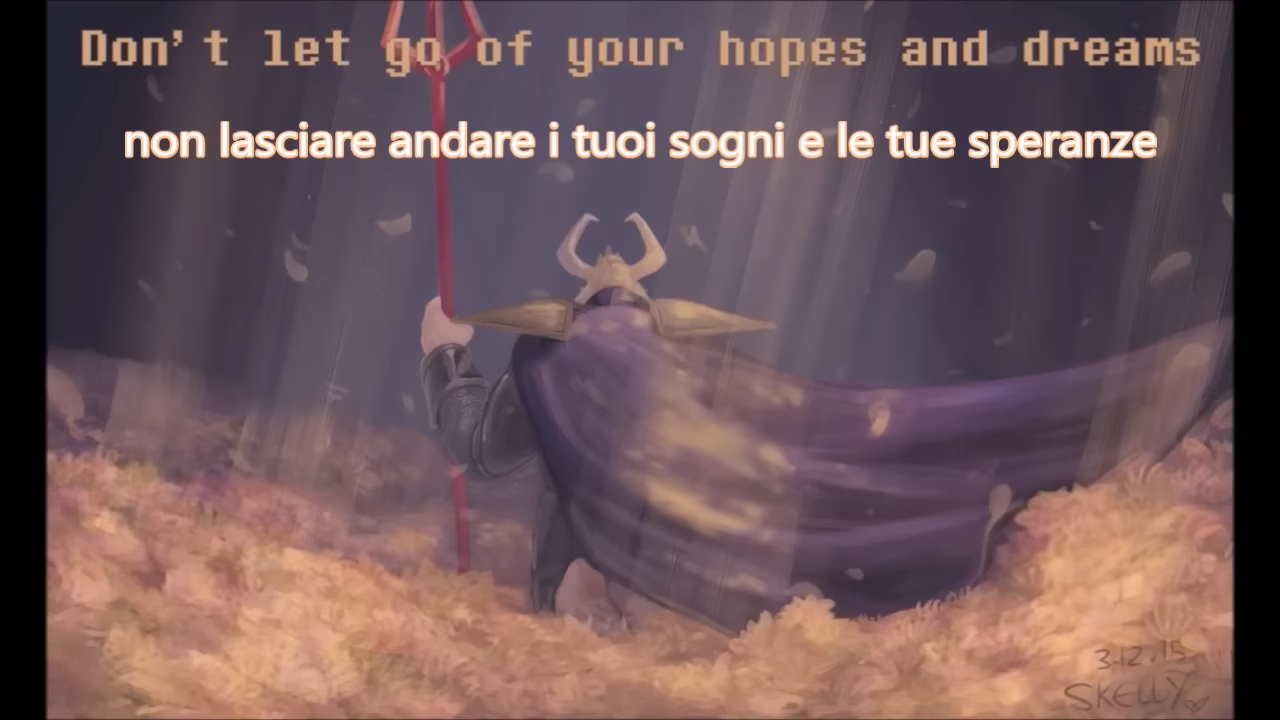 Don't let go of your hopes and dreams
non lasciare andare i tuoi sogni e le tue speranze
3-12.15
SKELLY